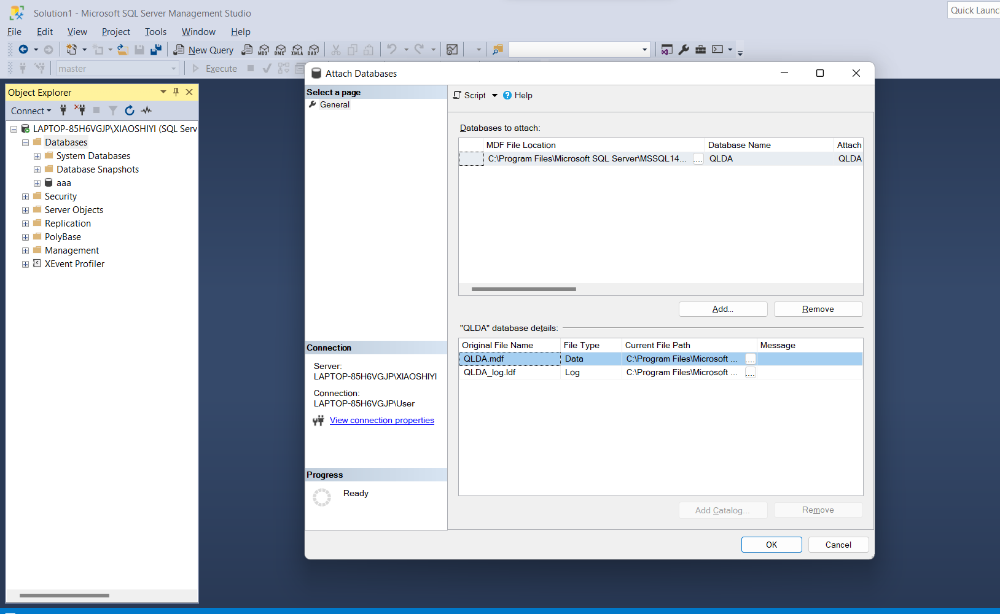 Solution1 - Microsoft SQL Server Management Studio
Quick Launc
File Edit View Project Tools Window Help
New Query MDX DMX XMLA DAX
master Execute
Object Explorer
Connect
LAPTOP-85H6VGJP\XIAOSHIYI (SQL Serv
Databases
System Databases
Database Snapshots
aaa
Security
Server Objects
Replication
PolyBase
Management
XEvent Profiler
Attach Databases
Select a page
General
Script Help
Databases to attach:
MDF File Location Database Name Attach
C:\Program Files\Microsoft SQL Server\MSSQL14... .... QLDA QLDA
Add... Remove
"QLDA" database details:
Original File Name File Type Current File Path Message
QLDA.mdf Data C:\Program Files\Microsoft ... ....
QLDA_log.ldf Log C:\Program Files\Microsoft ... ....
Add Catalog... Remove
Connection
Server:
LAPTOP-85H6VGJP\XIAOSHIYI
Connection:
LAPTOP-85H6VGJP\User
View connection properties
Progress
Ready
OK Cancel